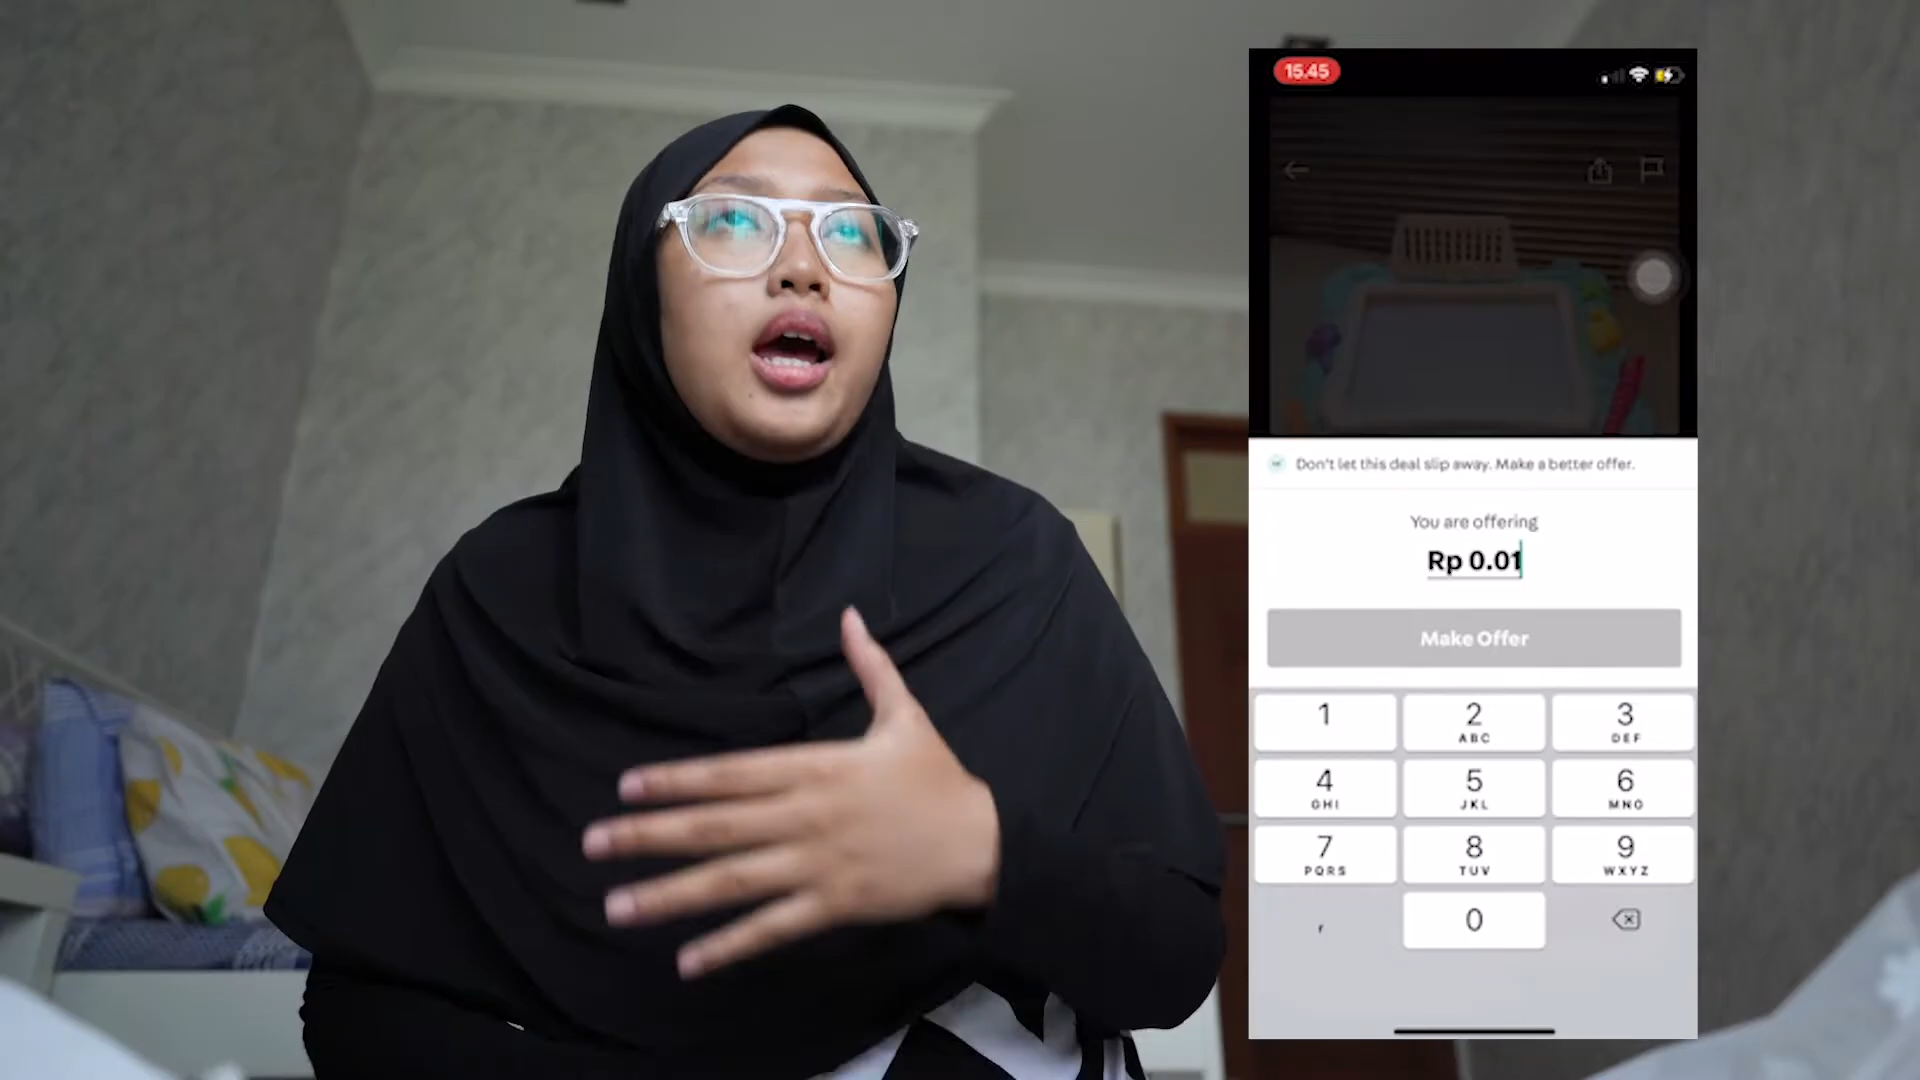 15.45
Don't let this deal slip away. Make a better offer.
You are offering
Rp 0.01
Make Offer
1
2
ABC
3
DEF
4
GHI
5
JKL
6
MNO
7
PQRS
8
TUV
9
WXYZ
,
0